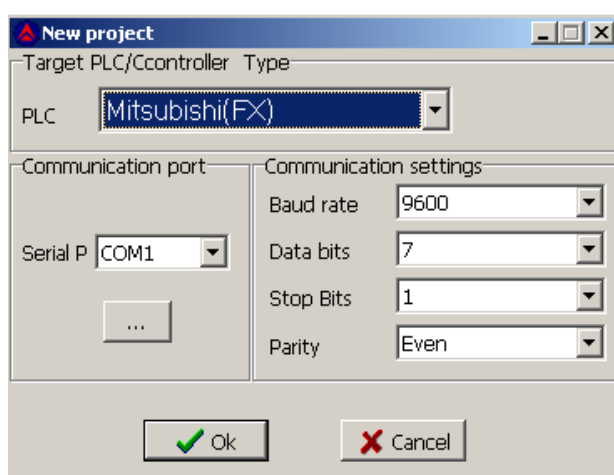 New project
Target PLC/Ccontroller Type
PLC Mitsubishi(FX)
Communication port
Serial P COM1
...
Communication settings
Baud rate 9600
Data bits 7
Stop Bits 1
Parity Even
Ok
Cancel